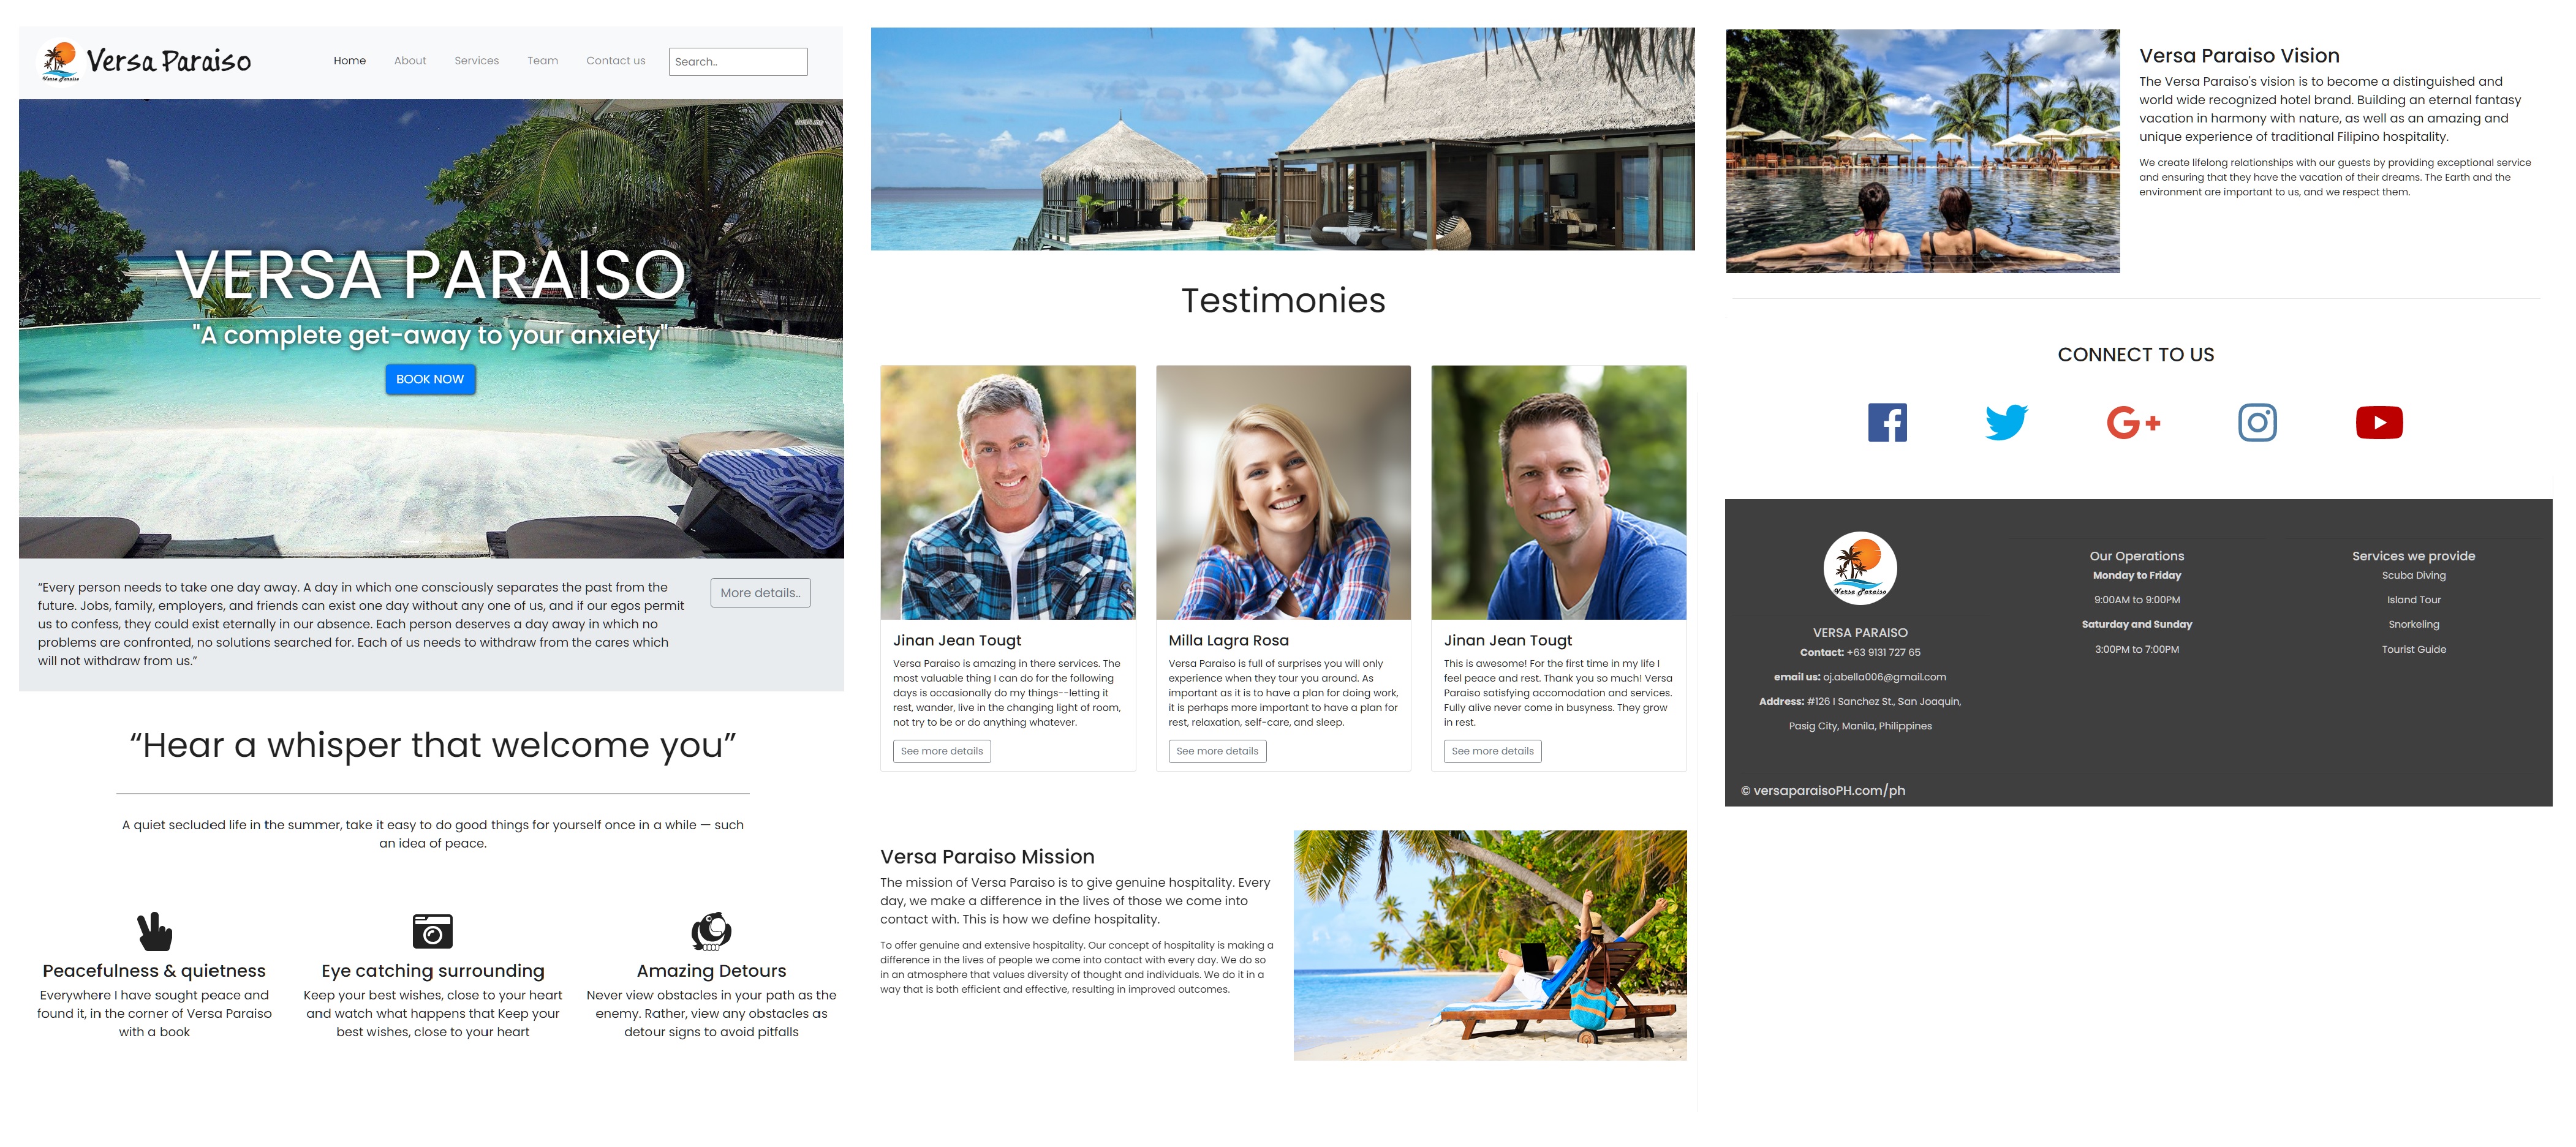 Versa Paraiso
Versa Paraiso
Home
About
Services
Team
Contact us
Search..
VERSA PARAISO
"A complete get-away to your anxiety"
BOOK NOW
“Every person needs to take one day away. A day in which one consciously separates the past from the
future. Jobs, family, employers, and friends can exist one day without any one of us, and if our egos permit
us to confess, they could exist eternally in our absence. Each person deserves a day away in which no
problems are confronted, no solutions searched for. Each of us needs to withdraw from the cares which
will not withdraw from us.”
More details..
“Hear a whisper that welcome you”
A quiet secluded life in the summer, take it easy to do good things for yourself once in a while — such
an idea of peace.
Peacefulness & quietness
Everywhere I have sought peace and
found it, in the corner of Versa Paraiso
with a book
Eye catching surrounding
Keep your best wishes, close to your heart
and watch what happens that Keep your
best wishes, close to your heart
Amazing Detours
Never view obstacles in your path as the
enemy. Rather, view any obstacles as
detour signs to avoid pitfalls
Testimonies
Jinan Jean Tougt
Versa Paraiso is amazing in there services. The
most valuable thing I can do for the following
days is occasionally do my things--letting it
rest, wander, live in the changing light of room,
not try to be or do anything whatever.
See more details
Milla Lagra Rosa
Versa Paraiso is full of surprises you will only
experience when they tour you around. As
important as it is to have a plan for doing work,
it is perhaps more important to have a plan for
rest, relaxation, self-care, and sleep.
See more details
Jinan Jean Tougt
This is awesome! For the first time in my life I
feel peace and rest. Thank you so much! Versa
Paraiso satisfying accomodation and services.
Fully alive never come in busyness. They grow
in rest.
See more details
Versa Paraiso Mission
The mission of Versa Paraiso is to give genuine hospitality. Every
day, we make a difference in the lives of those we come into
contact with. This is how we define hospitality.
To offer genuine and extensive hospitality. Our concept of hospitality is making a
difference in the lives of people we come into contact with every day. We do so
in an atmosphere that values diversity of thought and individuals. We do it in a
way that is both efficient and effective, resulting in improved outcomes.
Versa Paraiso Vision
The Versa Paraiso's vision is to become a distinguished and
world wide recognized hotel brand. Building an eternal fantasy
vacation in harmony with nature, as well as an amazing and
unique experience of traditional Filipino hospitality.
We create lifelong relationships with our guests by providing exceptional service
and ensuring that they have the vacation of their dreams. The Earth and the
environment are important to us, and we respect them.
CONNECT TO US
Versa Paraiso
VERSA PARAISO
Contact: +63 9131 727 65
email us: oj.abella006@gmail.com
Address: #126 I Sanchez St., San Joaquin,
Pasig City, Manila, Philippines
Our Operations
Monday to Friday
9:00AM to 9:00PM
Saturday and Sunday
3:00PM to 7:00PM
Services we provide
Scuba Diving
Island Tour
Snorkeling
Tourist Guide
© versaparaisoPH.com/ph